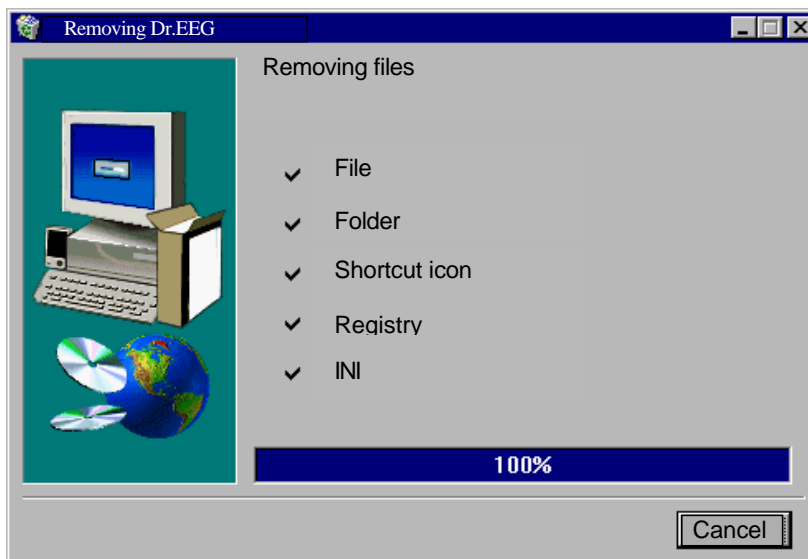 Removing Dr.EEG
Removing files
File
Folder
Shortcut icon
Registry
INI
100%
Cancel